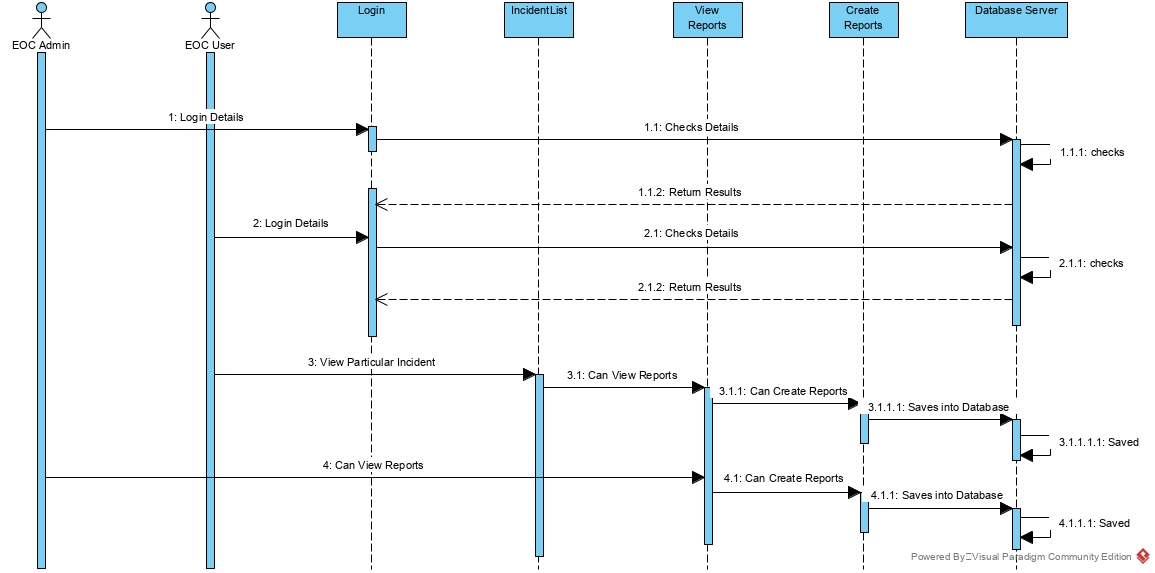 Login
IncidentList
View
Reports
Create
Reports
Database Server
EOC Admin
EOC User
1: Login Details
1.1: Checks Details
1.1.1: checks
1.1.2: Return Results
2: Login Details
2.1: Checks Details
2.1.1: checks
2.1.2: Return Results
3: View Particular Incident
3.1: Can View Reports
3.1.1: Can Create Reports
3.1.1.1: Saves into Database
3.1.1.1.1: Saved
4: Can View Reports
4.1: Can Create Reports
4.1.1: Saves into Database
4.1.1.1: Saved
Powered By Visual Paradigm Community Edition